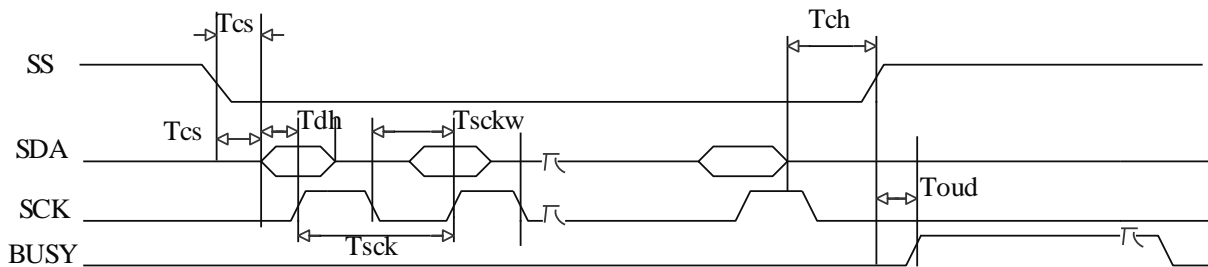 Tcs
Tch
SS
Tcs
Tdh
Tsckw
SDA
Toud
SCK
Tsck
BUSY